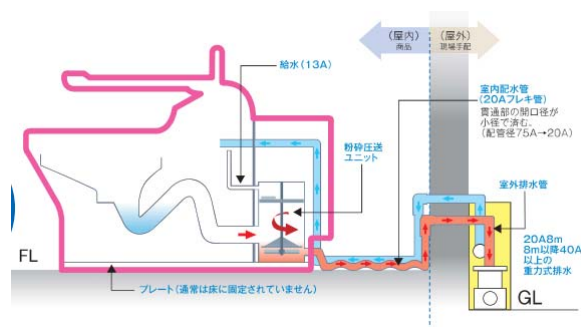 (屋内)
商品
(屋外)
現場手配
給水(13A)
室内配水管
(20Aフレキ管)
貫通部の開口径が
小径で済む。
(配管径75A→20A)
粉砕圧送
ユニット
室外排水管
20A8m
8m以降40A
以上の
重力式排水
FL
プレート(通常は床に固定されていません)
GL